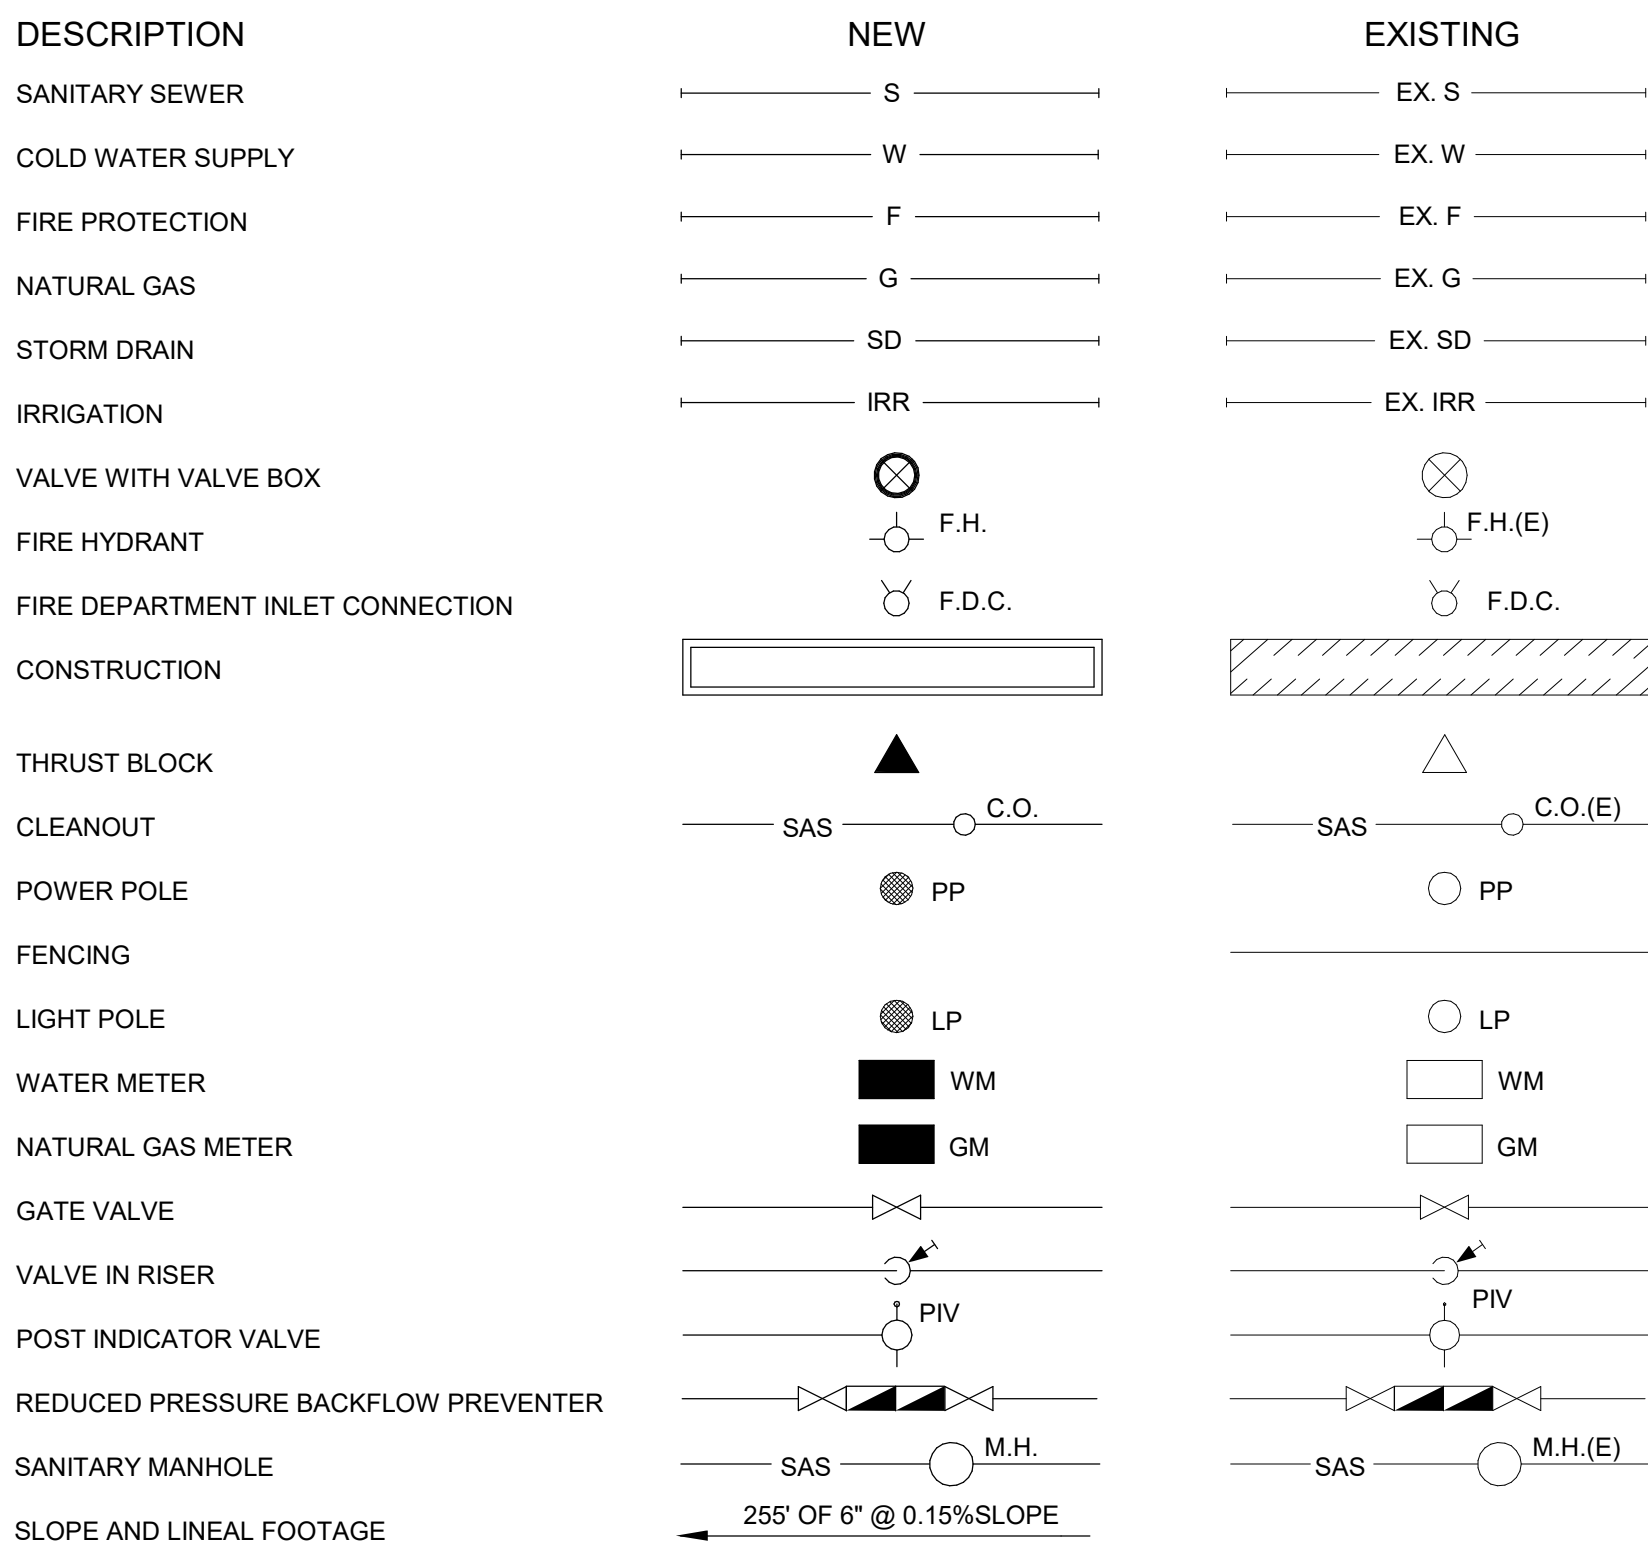 DESCRIPTION NEW EXISTING
SANITARY SEWER S EX. S
COLD WATER SUPPLY W EX. W
FIRE PROTECTION F EX. F
NATURAL GAS G EX. G
STORM DRAIN SD EX. SD
IRRIGATION IRR EX. IRR
VALVE WITH VALVE BOX
FIRE HYDRANT F.H. F.H.(E)
FIRE DEPARTMENT INLET CONNECTION F.D.C. F.D.C.
CONSTRUCTION
THRUST BLOCK
CLEANOUT SAS C.O. SAS C.O.(E)
POWER POLE PP PP
FENCING
LIGHT POLE LP LP
WATER METER WM WM
NATURAL GAS METER GM GM
GATE VALVE
VALVE IN RISER
POST INDICATOR VALVE PIV PIV
REDUCED PRESSURE BACKFLOW PREVENTER
SANITARY MANHOLE SAS M.H. SAS M.H.(E)
SLOPE AND LINEAL FOOTAGE 255' OF 6" @ 0.15%SLOPE